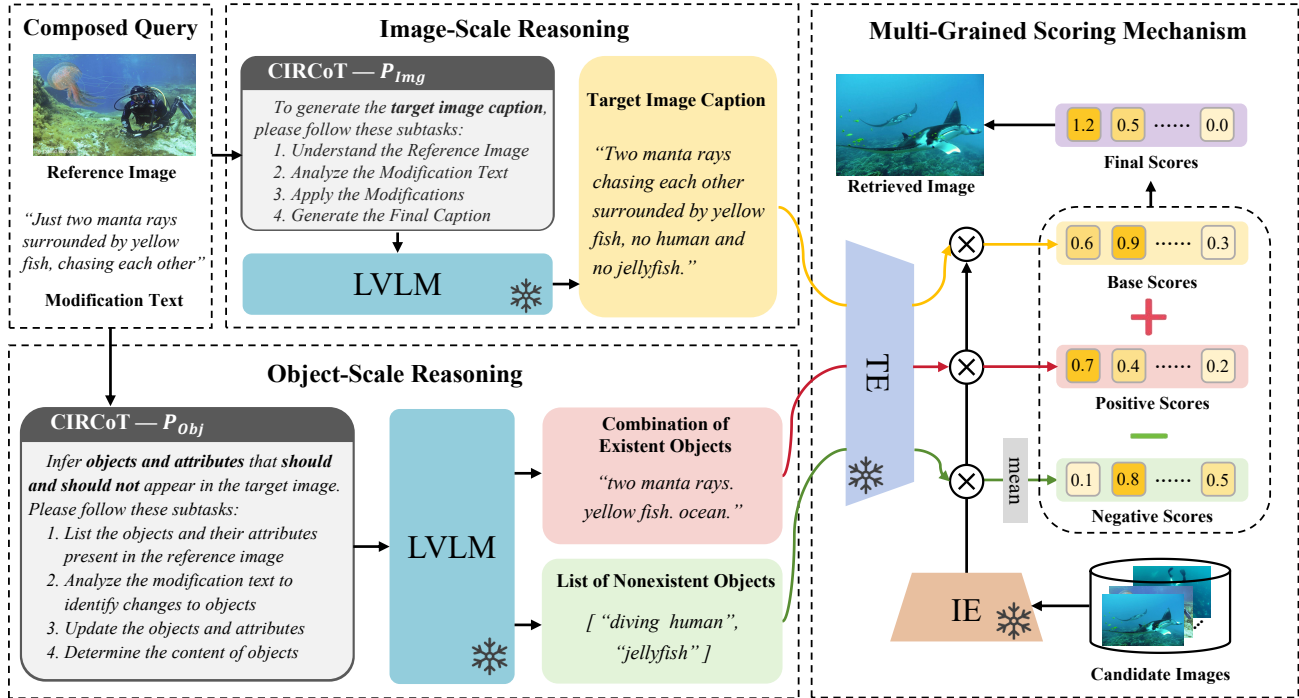 Composed Query
Reference Image
“Just two manta rays
surrounded by yellow
fish, chasing each other”
Modification Text
Image-Scale Reasoning
CIRCoT — P_Img
To generate the target image caption,
please follow these subtasks:
1. Understand the Reference Image
2. Analyze the Modification Text
3. Apply the Modifications
4. Generate the Final Caption
LVLM
Target Image Caption
“Two manta rays
chasing each other
surrounded by yellow
fish, no human and
no jellyfish.”
Object-Scale Reasoning
CIRCoT — P_Obj
Infer objects and attributes that should
and should not appear in the target image.
Please follow these subtasks:
1. List the objects and their attributes
present in the reference image
2. Analyze the modification text to
identify changes to objects
3. Update the objects and attributes
4. Determine the content of objects
LVLM
Combination of
Existent Objects
“two manta rays.
yellow fish. ocean.”
List of Nonexistent Objects
[ “diving human”,
“jellyfish” ]
Multi-Grained Scoring Mechanism
Retrieved Image
1.2 0.5 ······ 0.0
Final Scores
0.6 0.9 ······ 0.3
Base Scores
+
0.7 0.4 ······ 0.2
Positive Scores
−
mean
0.1 0.8 ······ 0.5
Negative Scores
TE
IE
Candidate Images